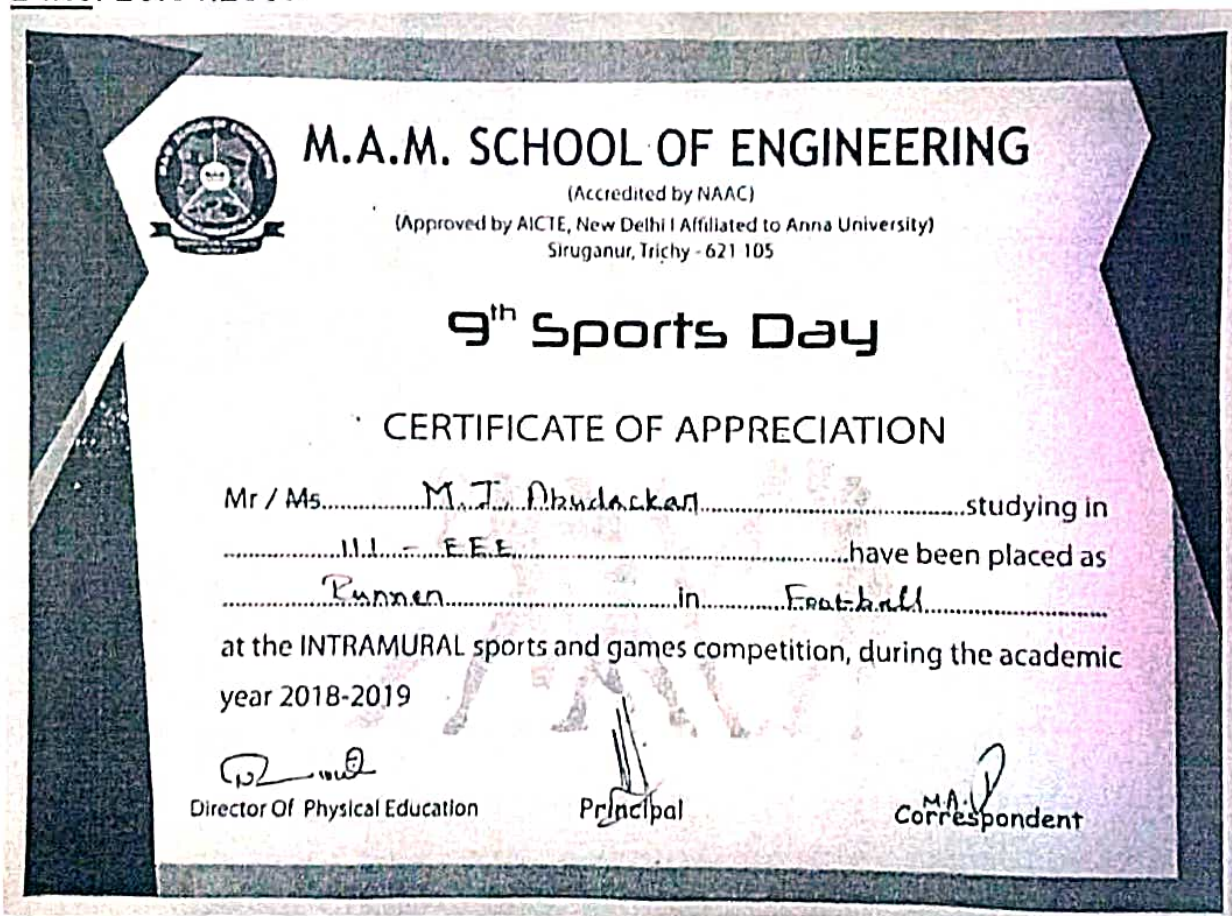 M.A.M. SCHOOL OF ENGINEERING
(Accredited by NAAC)
(Approved by AICTE, New Delhi I Affiliated to Anna University)
Siruganur, Trichy - 621 105
9th Sports Day
CERTIFICATE OF APPRECIATION
Mr / Ms. M.J. Abudackar studying in
III - EEE have been placed as
Runner in Football
at the INTRAMURAL sports and games competition, during the academic
year 2018-2019
Director Of Physical Education Principal M.A. Correspondent